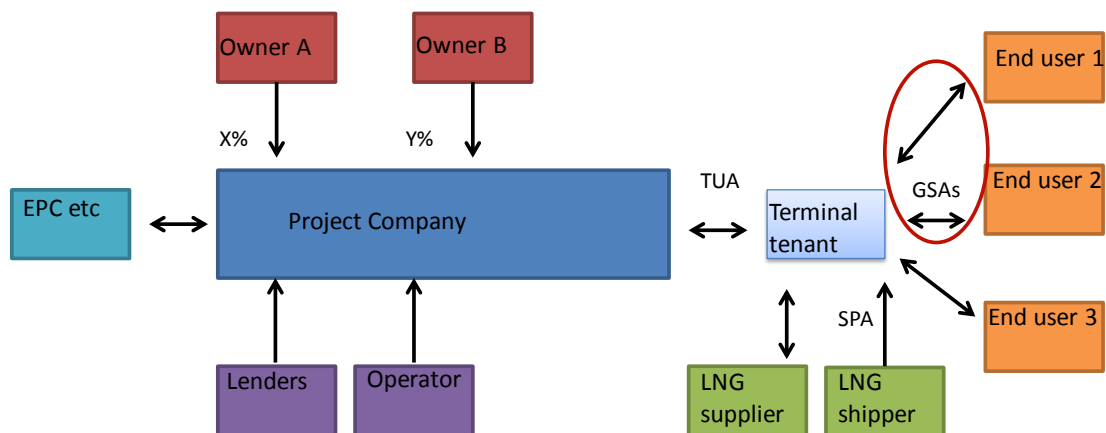 Owner A
Owner B
End user 1
X%
Y%
EPC etc
Project Company
TUA
Terminal
tenant
GSAs
End user 2
SPA
End user 3
Lenders
Operator
LNG
supplier
LNG
shipper